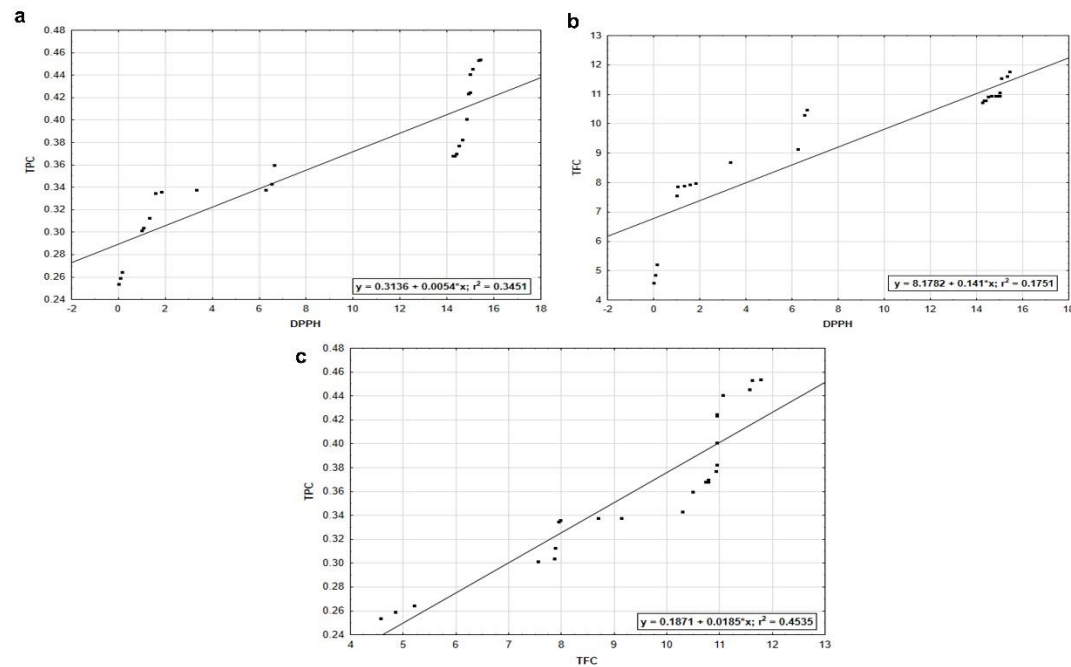 a
0.48
0.46
0.44
0.42
0.40
0.38
0.36
0.34
0.32
0.30
0.28
0.26
0.24
TPC
-2 0 2 4 6 8 10 12 14 16 18
DPPH
y = 0.3136 + 0.0054*x; r² = 0.3451
b
13
12
11
10
9
8
7
6
5
4
TFC
-2 0 2 4 6 8 10 12 14 16 18
DPPH
y = 8.1782 + 0.141*x; r² = 0.1751
c
0.48
0.46
0.44
0.42
0.40
0.38
0.36
0.34
0.32
0.30
0.28
0.26
0.24
TPC
4 5 6 7 8 9 10 11 12 13
TFC
y = 0.1871 + 0.0185*x; r² = 0.4535